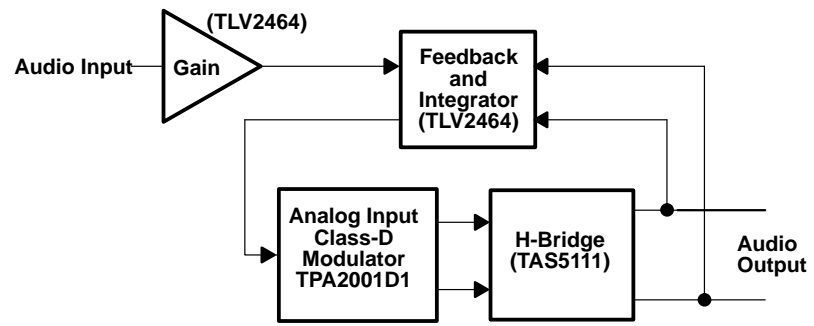 (TLV2464)
Audio Input
Gain
Feedback
and
Integrator
(TLV2464)
Analog Input
Class-D
Modulator
TPA2001D1
H-Bridge
(TAS5111)
Audio
Output